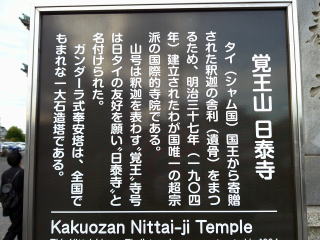 覚王山 日泰寺
タイ（シャム国）国王から寄贈
された釈迦の舎利（遺骨）をまつ
るため、明治三十七年（一九〇四
年）建立されたわが国唯一の超宗
派の国際的寺院である。
山号は釈迦を表わす〝覚王〟寺号
は日タイの友好を願い〝日泰寺〟と
名付けられた。
ガンダーラ式奉安塔は、全国で
もまれな一大石造塔である。
Kakuozan Nittai-ji Temple